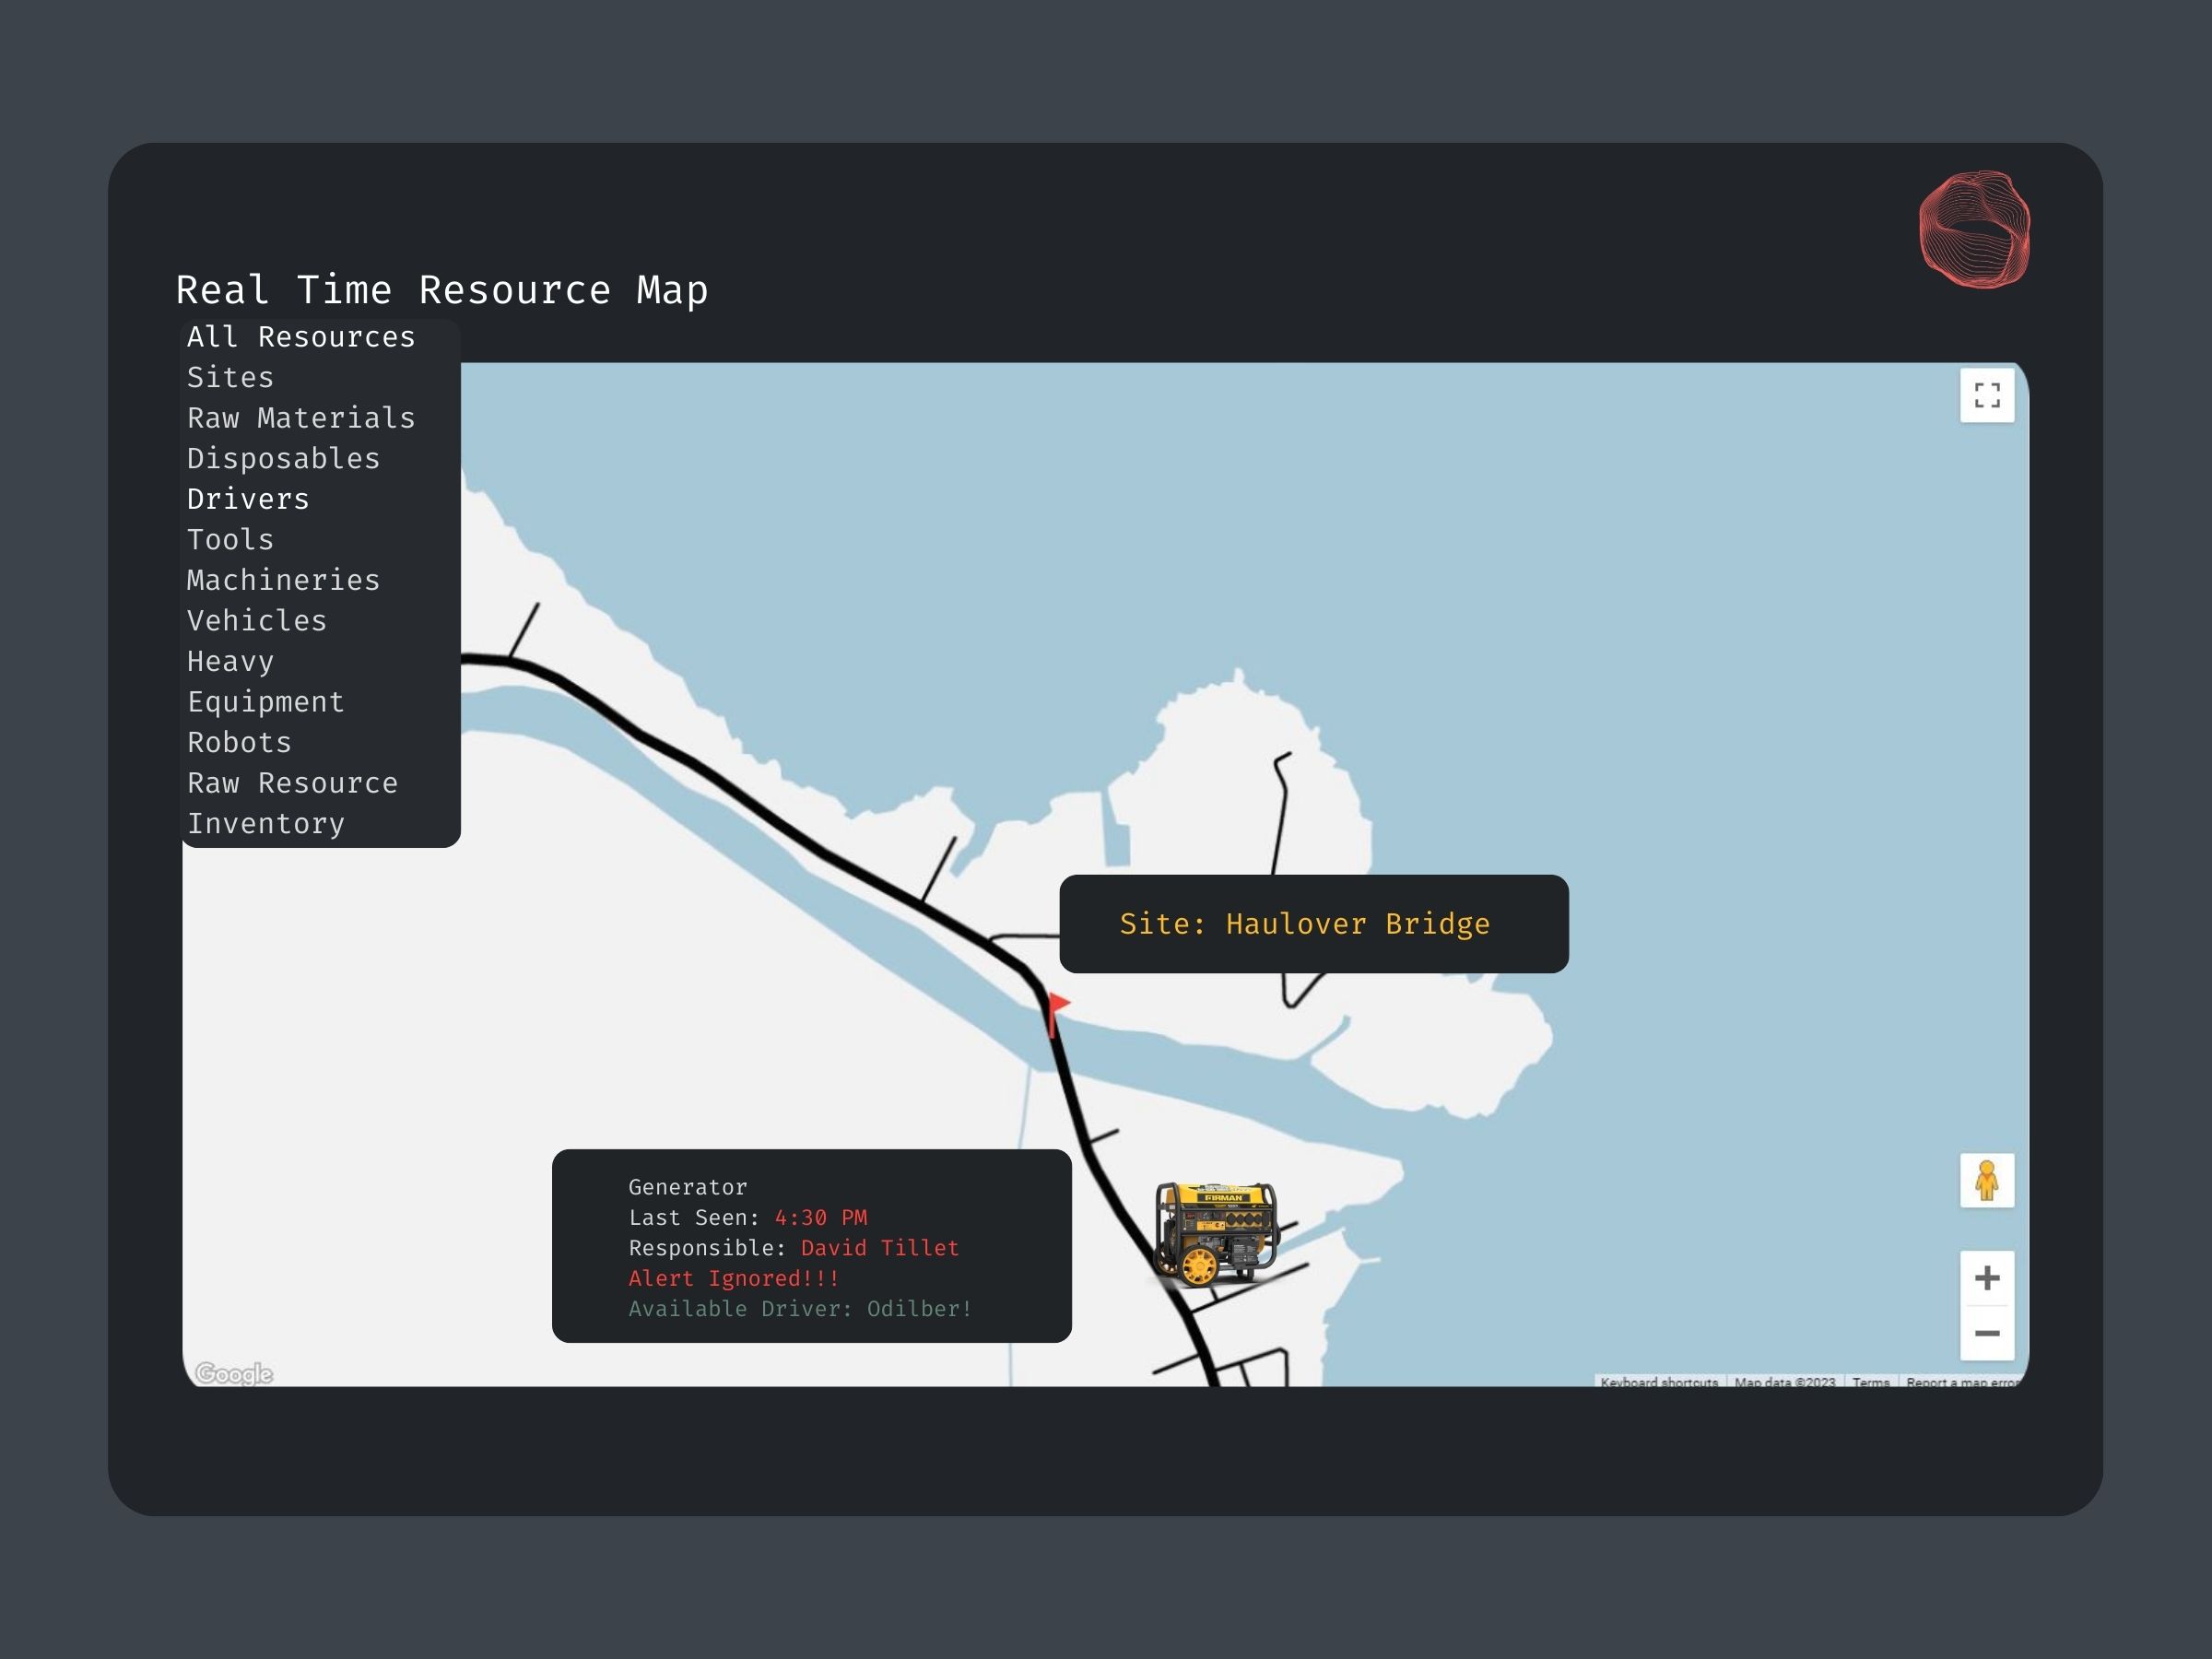 Real Time Resource Map
All Resources
Sites
Raw Materials
Disposables
Drivers
Tools
Machineries
Vehicles
Heavy
Equipment
Robots
Raw Resource
Inventory
Site: Haulover Bridge
Generator
Last Seen: 4:30 PM
Responsible: David Tillet
Alert Ignored!!!
Available Driver: Odilber!
FIRMAN
Google
Keyboard shortcuts
Map data ©2023
Terms
Report a map error